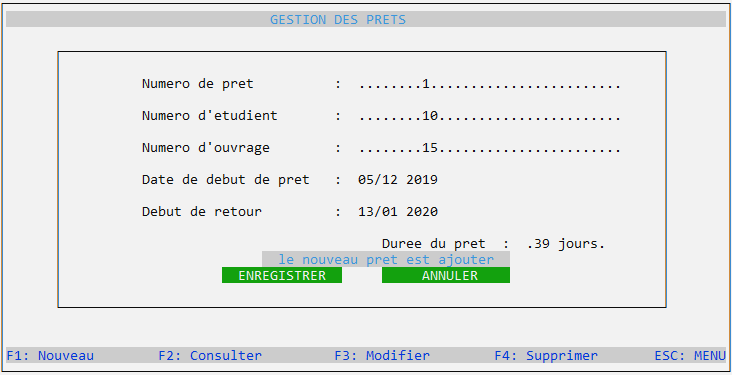 GESTION DES PRETS
Numero de pret : ........1........................
Numero d'etudient : ........10.......................
Numero d'ouvrage : ........15.......................
Date de debut de pret : 05/12 2019
Debut de retour : 13/01 2020
Duree du pret : .39 jours.
le nouveau pret est ajouter
ENREGISTRER ANNULER
F1: Nouveau F2: Consulter F3: Modifier F4: Supprimer ESC: MENU